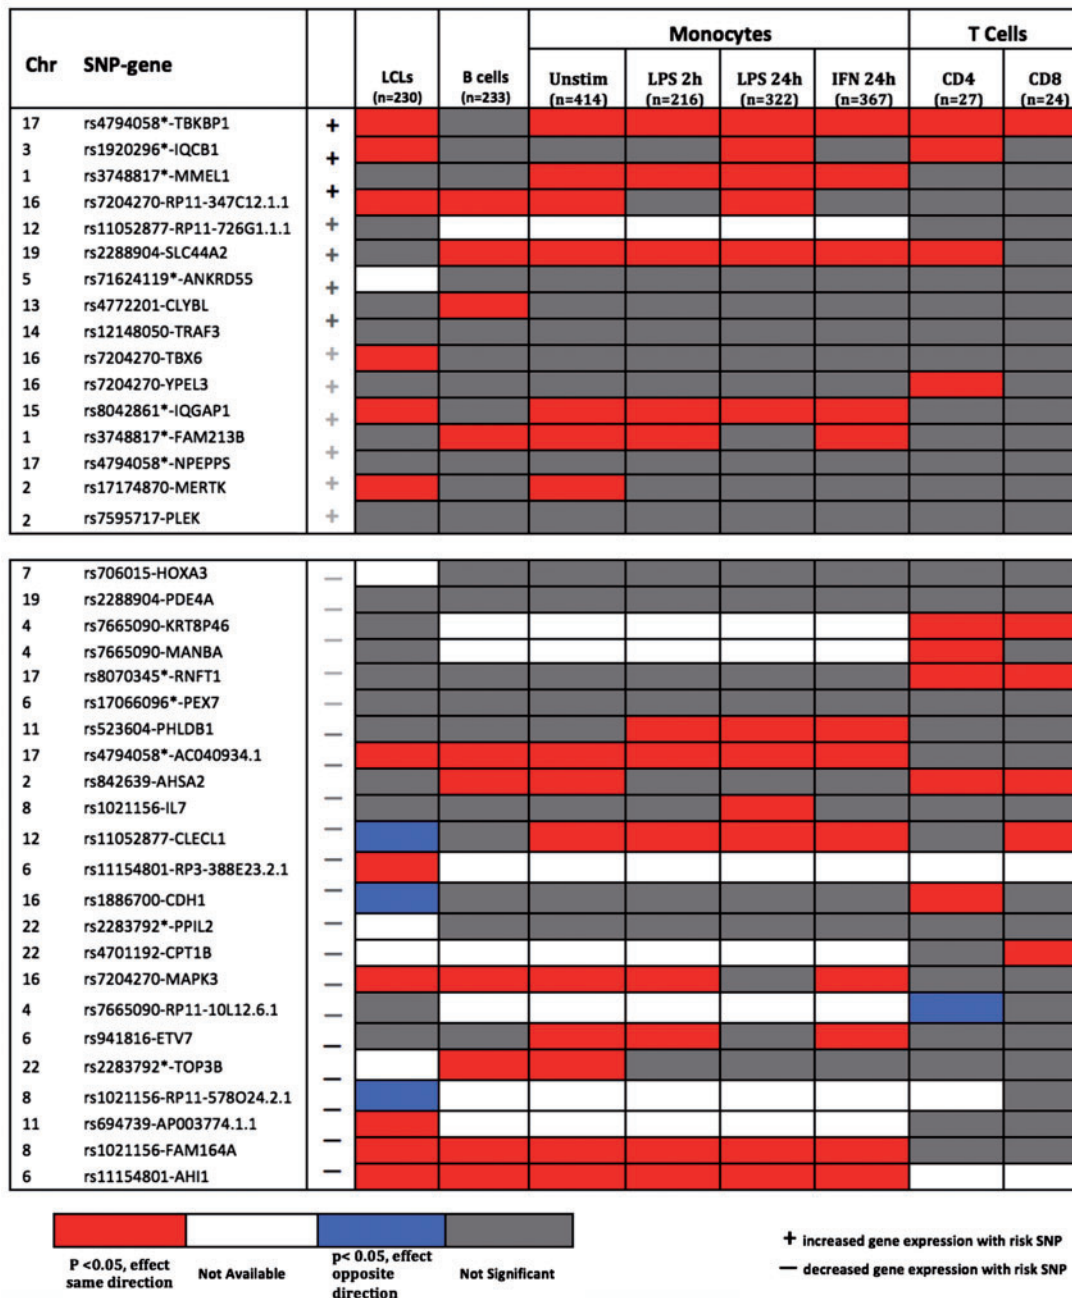 Monocytes T Cells
Chr SNP-gene LCLs B cells Unstim LPS 2h LPS 24h IFN 24h CD4 CD8
(n=230) (n=233) (n=414) (n=216) (n=322) (n=367) (n=27) (n=24)
17 rs4794058*-TBKBP1 +
3 rs1920296*-IQCB1 +
1 rs3748817*-MMEL1 +
16 rs7204270-RP11-347C12.1.1
12 rs11052877-RP11-726G1.1.1 +
19 rs2288904-SLC44A2 +
5 rs71624119*-ANKRD55 +
13 rs4772201-CLYBL
14 rs12148050-TRAF3 +
16 rs7204270-TBX6 +
16 rs7204270-YPEL3 +
15 rs8042861*-IQGAP1 +
1 rs3748817*-FAM213B
17 rs4794058*-NPEPPS +
2 rs17174870-MERTK +
2 rs7595717-PLEK +
7 rs706015-HOXA3 —
19 rs2288904-PDE4A
4 rs7665090-KRT8P46 —
4 rs7665090-MANBA
17 rs8070345*-RNFT1 —
6 rs17066096*-PEX7 —
11 rs523604-PHLDB1 —
17 rs4794058*-AC040934.1 —
2 rs842639-AHSA2 —
8 rs1021156-IL7
12 rs11052877-CLECL1 —
6 rs11154801-RP3-388E23.2.1 —
16 rs1886700-CDH1 —
22 rs2283792*-PPIL2 —
22 rs4701192-CPT1B —
16 rs7204270-MAPK3 —
4 rs7665090-RP11-10L12.6.1 —
6 rs941816-ETV7 —
22 rs2283792*-TOP3B —
8 rs1021156-RP11-578O24.2.1 —
11 rs694739-AP003774.1.1
8 rs1021156-FAM164A —
6 rs11154801-AHI1 —
P <0.05, effect
same direction
Not Available
p< 0.05, effect
opposite
direction
Not Significant
+ increased gene expression with risk SNP
— decreased gene expression with risk SNP